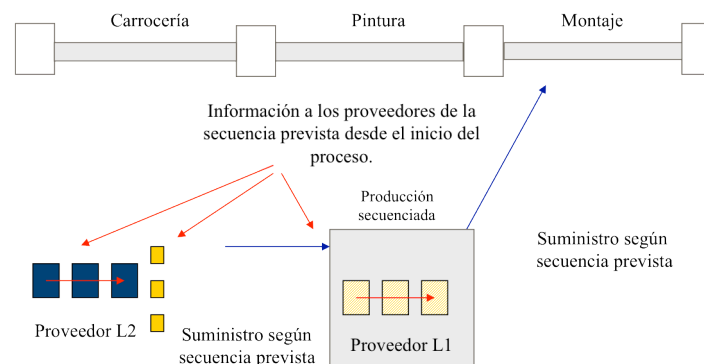 Carrocería
Pintura
Montaje
Información a los proveedores de la
secuencia prevista desde el inicio del
proceso.
Producción
secuenciada
Suministro según
secuencia prevista
Proveedor L2
Suministro según
secuencia prevista
Proveedor L1